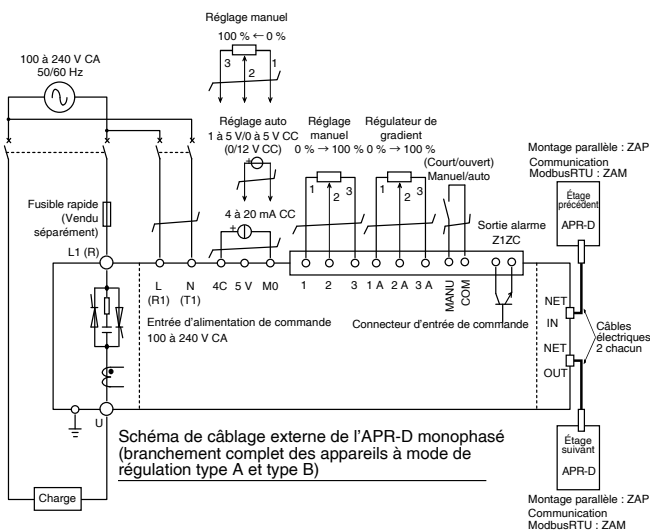 Réglage manuel
100 % ← 0 %
3
1
2
100 à 240 V CA
50/60 Hz
Réglage auto
1 à 5 V/0 à 5 V CC
(0/12 V CC)
+
Réglage
manuel
0 % → 100 %
Régulateur de
gradient
0 % → 100 %
(Court/ouvert)
Manuel/auto
1
2
3
1
2
3
4 à 20 mA CC
+
Sortie alarme
Z1ZC
Fusible rapide
(Vendu
séparément)
L1 (R)
L
(R1)
N
(T1)
4C
5 V
M0
1
2
3
1 A
2 A
3 A
MANU
COM
Entrée d'alimentation de commande
100 à 240 V CA
Connecteur d'entrée de commande
U
Montage parallèle : ZAP
Communication
ModbusRTU : ZAM
Étage
précédent
APR-D
NET
IN
NET
OUT
Câbles
électriques
2 chacun
Étage
suivant
APR-D
Montage parallèle : ZAP
Communication
ModbusRTU : ZAM
Charge
Schéma de câblage externe de l'APR-D monophasé
(branchement complet des appareils à mode de
régulation type A et type B)